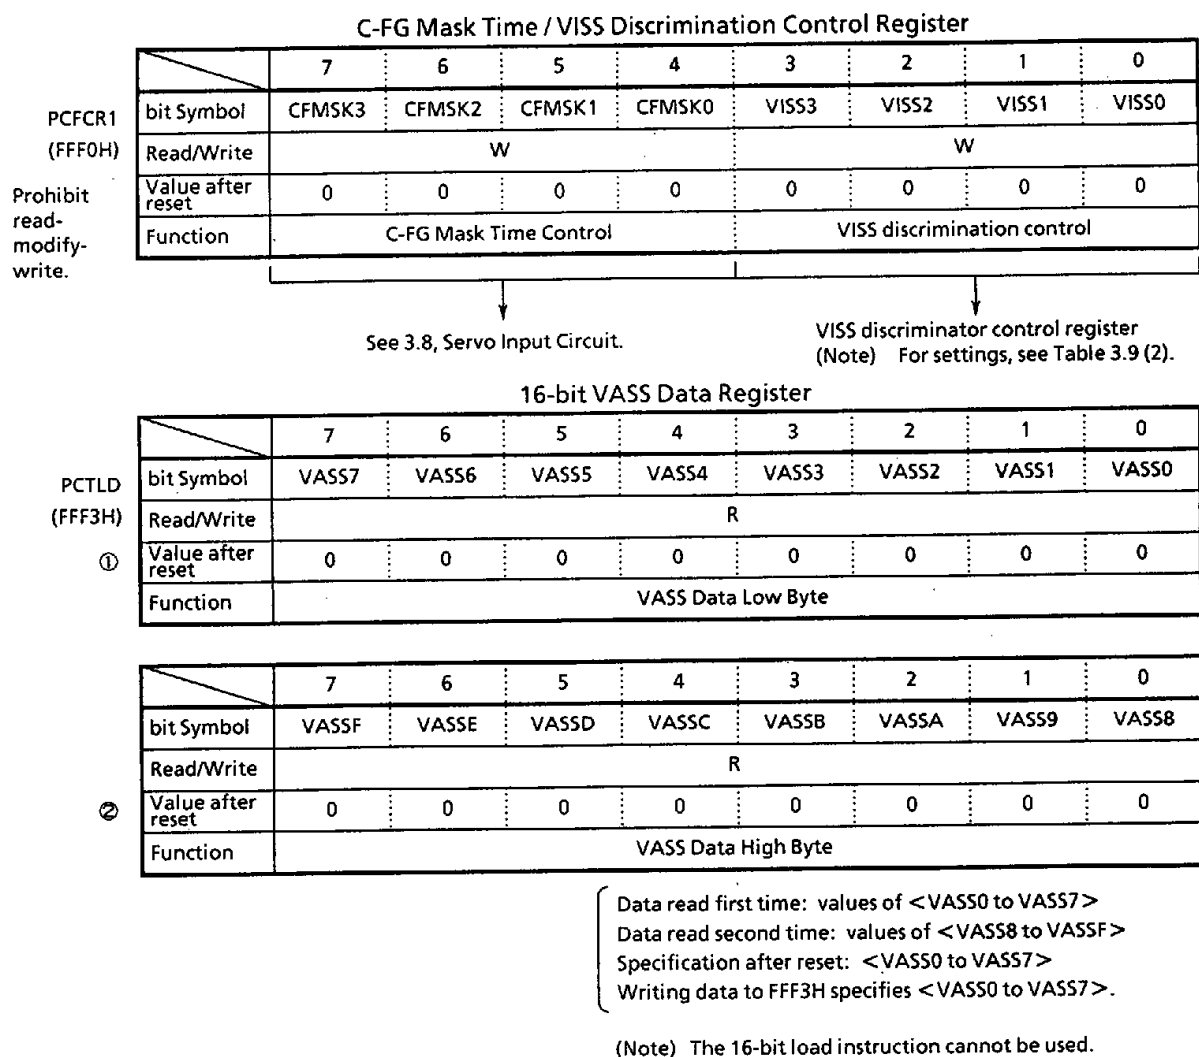 C-FG Mask Time / VISS Discrimination Control Register
7 6 5 4 3 2 1 0
PCFCR1
(FFF0H)
Prohibit
read-
modify-
write.
bit Symbol CFMSK3 CFMSK2 CFMSK1 CFMSK0 VISS3 VISS2 VISS1 VISS0
Read/Write W W
Value after reset 0 0 0 0 0 0 0 0
Function C-FG Mask Time Control VISS discrimination control
See 3.8, Servo Input Circuit.
VISS discriminator control register
(Note) For settings, see Table 3.9 (2).
16-bit VASS Data Register
7 6 5 4 3 2 1 0
PCTLD
(FFF3H)
①
bit Symbol VASS7 VASS6 VASS5 VASS4 VASS3 VASS2 VASS1 VASS0
Read/Write R
Value after reset 0 0 0 0 0 0 0 0
Function VASS Data Low Byte
7 6 5 4 3 2 1 0
bit Symbol VASSF VASSE VASSD VASSC VASSB VASSA VASS9 VASS8
Read/Write R
②
Value after reset 0 0 0 0 0 0 0 0
Function VASS Data High Byte
Data read first time: values of <VASS0 to VASS7>
Data read second time: values of <VASS8 to VASSF>
Specification after reset: <VASS0 to VASS7>
Writing data to FFF3H specifies <VASS0 to VASS7>.
(Note) The 16-bit load instruction cannot be used.